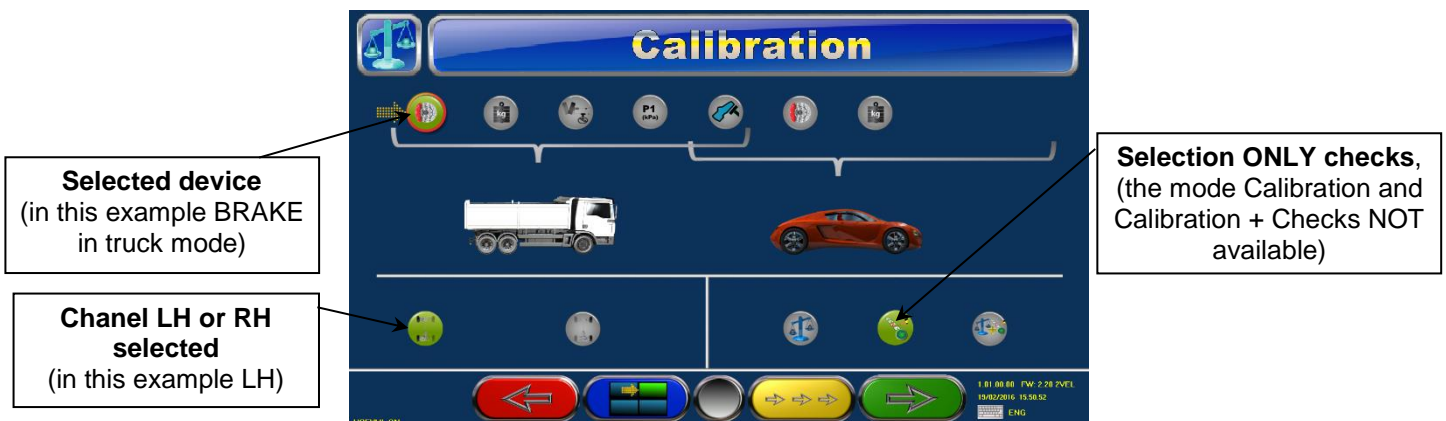 Calibration
kg
V-
P1
(kPa)
kg
Selected device
(in this example BRAKE
in truck mode)
Selection ONLY checks,
(the mode Calibration and
Calibration + Checks NOT
available)
Chanel LH or RH
selected
(in this example LH)
1.01.00.00 FW: 2.20 2VEL
19/02/2016 15.50.52
ENG